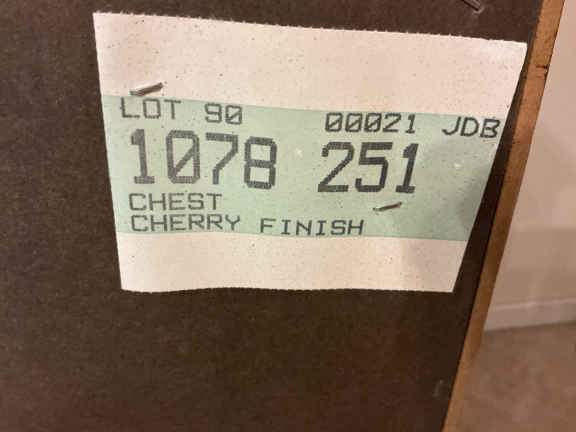 LOT 90 00021 JDB
1078 251
CHEST
CHERRY FINISH